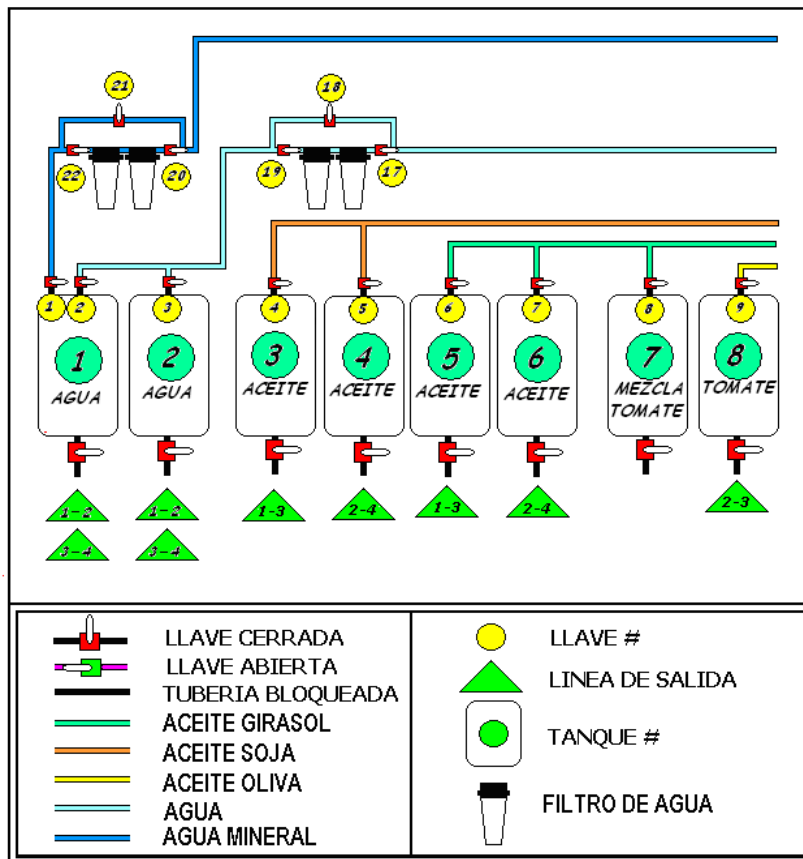 21
18
22
20
19
17
1
2
3
4
5
6
7
8
9
1
AGUA
2
AGUA
3
ACEITE
4
ACEITE
5
ACEITE
6
ACEITE
7
MEZCLA
TOMATE
8
TOMATE
1-2
3-4
1-2
3-4
1-3
2-4
1-3
2-4
2-3
LLAVE CERRADA
LLAVE ABIERTA
TUBERIA BLOQUEADA
ACEITE GIRASOL
ACEITE SOJA
ACEITE OLIVA
AGUA
AGUA MINERAL
LLAVE #
LINEA DE SALIDA
TANQUE #
FILTRO DE AGUA